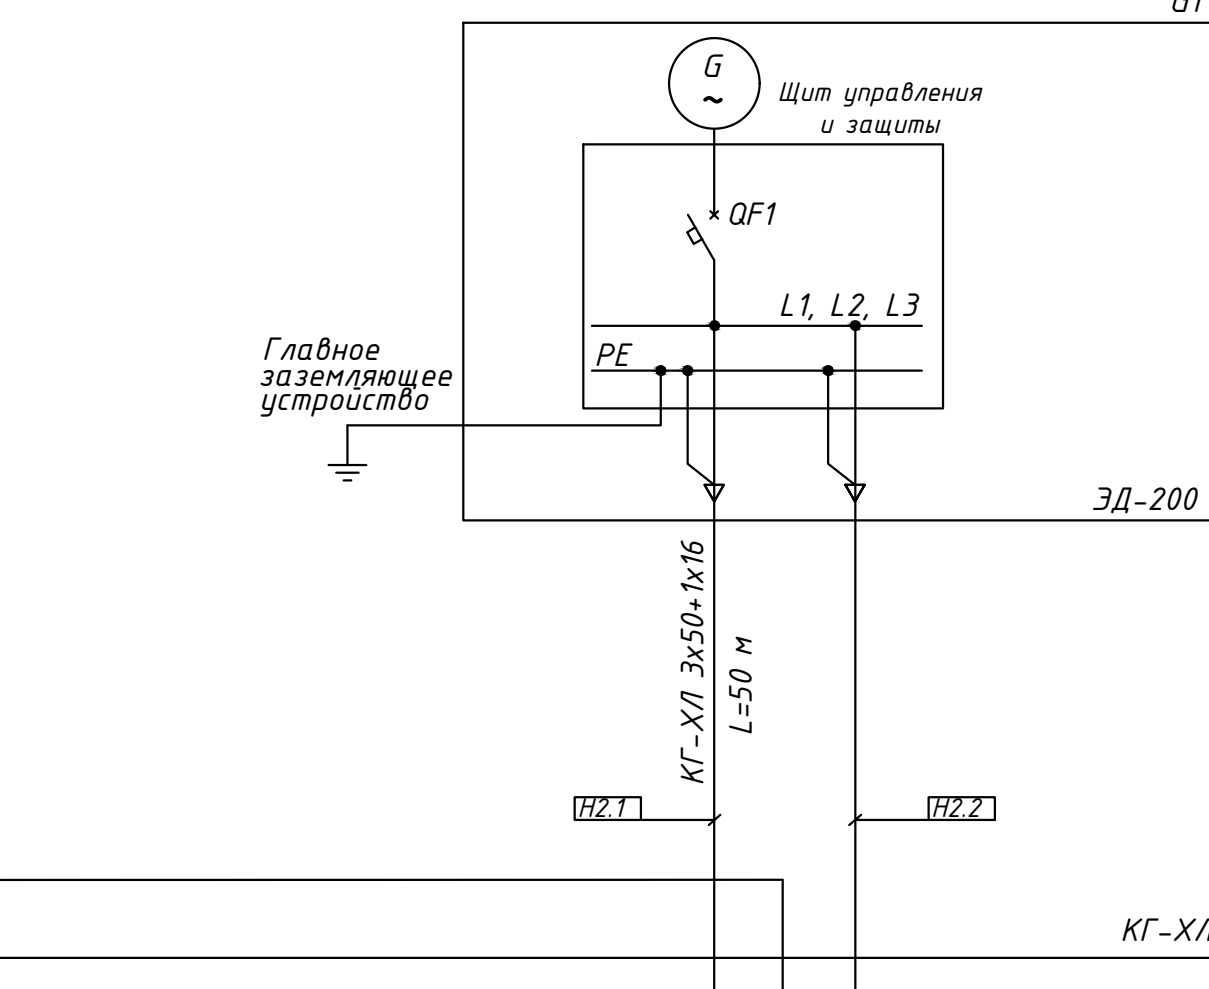 G
~
Щит управления
и защиты
QF1
L1, L2, L3
PE
Главное
заземляющее
устройство
ЭД-200
КГ-ХЛ 3х50+1х16
L=50 м
Н2.1
Н2.2